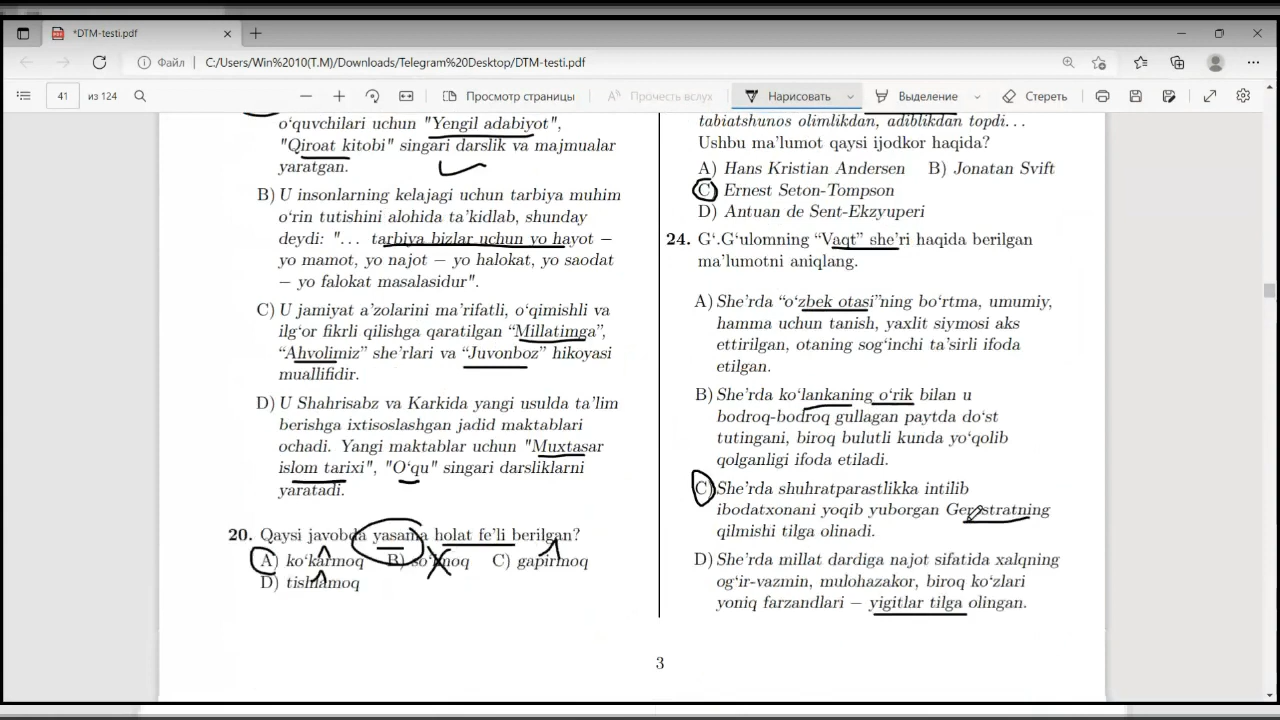 *DTM-testi.pdf
Файл
C:/Users/Win%2010(T.M)/Downloads/Telegram%20Desktop/DTM-testi.pdf
41 из 124
Просмотр страницы
Прочесть вслух
Нарисовать
Выделение
Стереть
o‘quvchilari uchun "Yengil adabiyot",
"Qiroat kitobi" singari darslik va majmualar
yaratgan.
B) U insonlarning kelajagi uchun tarbiya muhim
o‘rin tutishini alohida ta’kidlab, shunday
deydi: "... tarbiya bizlar uchun yo hayot –
yo mamot, yo najot – yo halokat, yo saodat
– yo falokat masalasidur".
C) U jamiyat a’zolarini ma’rifatli, o‘qimishli va
ilg‘or fikrli qilishga qaratilgan “Millatimga”,
“Ahvolimiz” she’rlari va “Juvonboz” hikoyasi
muallifidir.
D) U Shahrisabz va Karkida yangi usulda ta’lim
berishga ixtisoslashgan jadid maktablari
ochadi. Yangi maktablar uchun "Muxtasar
islom tarixi", "O‘qu" singari darsliklarni
yaratadi.
20. Qaysi javobda yasama holat fe’li berilgan?
A) ko‘karmoq B) so‘lmoq C) gapirmoq
D) tishlamoq
tabiatshunos olimlikdan, adiblikdan topdi...
Ushbu ma’lumot qaysi ijodkor haqida?
A) Hans Kristian Andersen B) Jonatan Svift
C) Ernest Seton-Tompson
D) Antuan de Sent-Ekzyuperi
24. G‘.G‘ulomning “Vaqt” she’ri haqida berilgan
ma’lumotni aniqlang.
A) She’rda “o‘zbek otasi”ning bo‘rtma, umumiy,
hamma uchun tanish, yaxlit siymosi aks
ettirilgan, otaning sog‘inchi ta’sirli ifoda
etilgan.
B) She’rda ko‘lankaning o‘rik bilan u
bodroq-bodroq gullagan paytda do‘st
tutingani, biroq bulutli kunda yo‘qolib
qolganligi ifoda etiladi.
C) She’rda shuhratparastlikka intilib
ibodatxonani yoqib yuborgan Gerostratning
qilmishi tilga olinadi.
D) She’rda millat dardiga najot sifatida xalqning
og‘ir-vazmin, mulohazakor, biroq ko‘zlari
yoniq farzandlari – yigitlar tilga olingan.
3